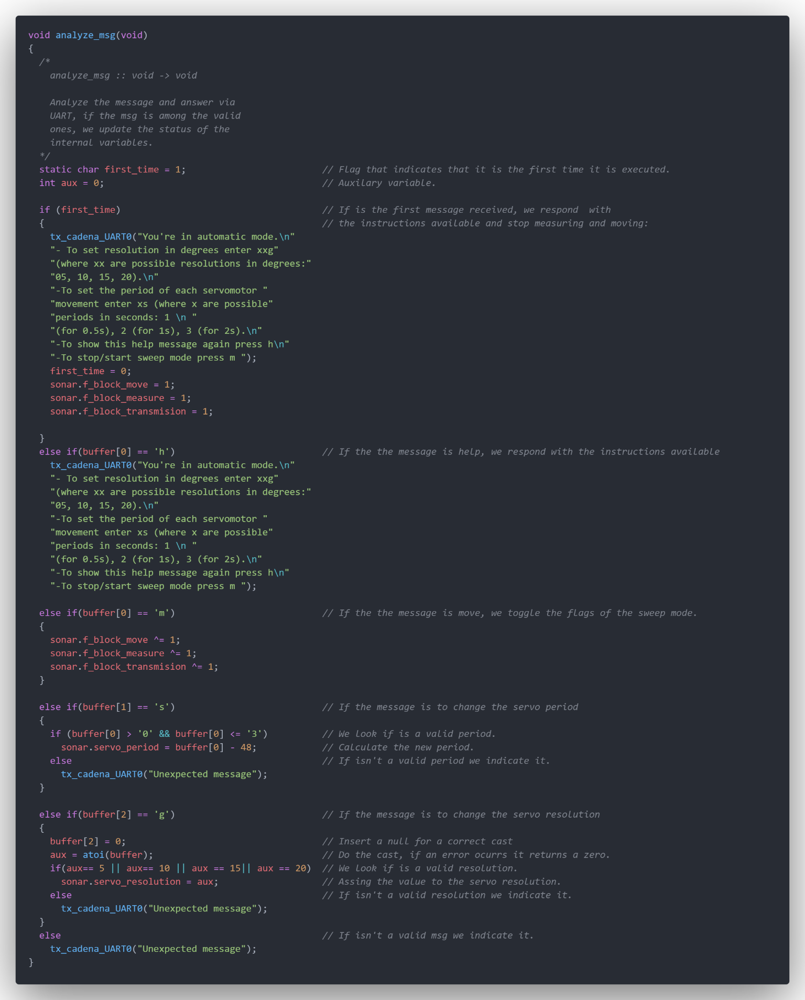 void analyze_msg(void)
{
  /*
    analyze_msg :: void -> void

    Analyze the message and answer via
    UART, if the msg is among the valid
    ones, we update the status of the
    internal variables.
  */
  static char first_time = 1;                         // Flag that indicates that it is the first time it is executed.
  int aux = 0;                                        // Auxilary variable.

  if (first_time)                                     // If is the first message received, we respond  with
  {                                                   // the instructions available and stop measuring and moving:
    tx_cadena_UART0("You're in automatic mode.\n"
    "- To set resolution in degrees enter xxg"
    "(where xx are possible resolutions in degrees:"
    "05, 10, 15, 20).\n"
    "-To set the period of each servomotor "
    "movement enter xs (where x are possible"
    "periods in seconds: 1 \n "
    "(for 0.5s), 2 (for 1s), 3 (for 2s).\n"
    "-To show this help message again press h\n"
    "-To stop/start sweep mode press m ");
    first_time = 0;
    sonar.f_block_move = 1;
    sonar.f_block_measure = 1;
    sonar.f_block_transmision = 1;

  }
  else if(buffer[0] == 'h')                           // If the the message is help, we respond with the instructions available
    tx_cadena_UART0("You're in automatic mode.\n"
    "- To set resolution in degrees enter xxg"
    "(where xx are possible resolutions in degrees:"
    "05, 10, 15, 20).\n"
    "-To set the period of each servomotor "
    "movement enter xs (where x are possible"
    "periods in seconds: 1 \n "
    "(for 0.5s), 2 (for 1s), 3 (for 2s).\n"
    "-To show this help message again press h\n"
    "-To stop/start sweep mode press m ");

  else if(buffer[0] == 'm')                           // If the the message is move, we toggle the flags of the sweep mode.
  {
    sonar.f_block_move ^= 1;
    sonar.f_block_measure ^= 1;
    sonar.f_block_transmision ^= 1;
  }

  else if(buffer[1] == 's')                           // If the message is to change the servo period
  {
    if (buffer[0] > '0' && buffer[0] <= '3')          // We look if is a valid period.
      sonar.servo_period = buffer[0] - 48;            // Calculate the new period.
    else                                              // If isn't a valid period we indicate it.
      tx_cadena_UART0("Unexpected message");
  }

  else if(buffer[2] == 'g')                           // If the message is to change the servo resolution
  {
    buffer[2] = 0;                                    // Insert a null for a correct cast
    aux = atoi(buffer);                               // Do the cast, if an error ocurrs it returns a zero.
    if(aux== 5 || aux== 10 || aux == 15|| aux == 20)  // We look if is a valid resolution.
      sonar.servo_resolution = aux;                   // Assing the value to the servo resolution.
    else                                              // If isn't a valid resolution we indicate it.
      tx_cadena_UART0("Unexpected message");
  }
  else                                                // If isn't a valid msg we indicate it.
    tx_cadena_UART0("Unexpected message");
}